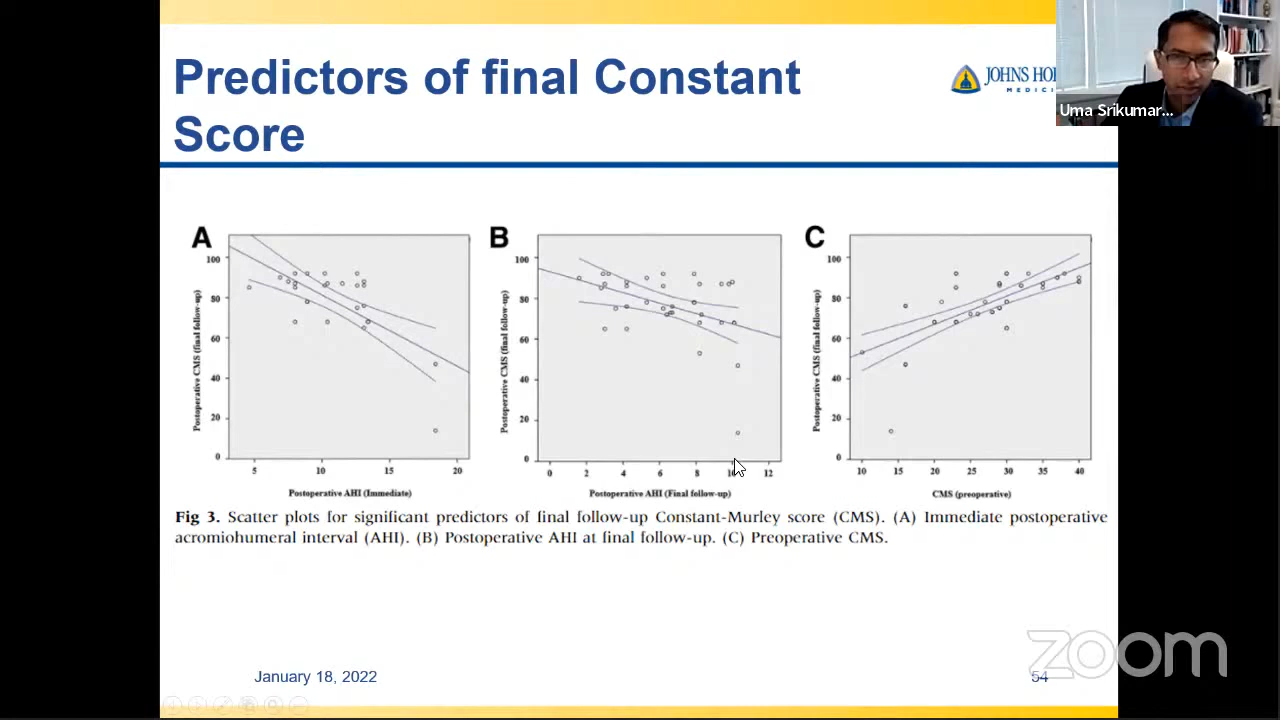 Predictors of final Constant
Score
JOHNS HO
MEDICI
Uma Srikumar...
A
B
C
Postoperative CMS (final follow-up)
100
80
60
40
20
0
5
10
15
20
Postoperative AHI (Immediate)
Postoperative CMS (final follow-up)
100
80
60
40
20
0
0
2
4
6
8
10
12
Postoperative AHI (Final follow-up)
Postoperative CMS (final follow-up)
100
80
60
40
20
0
10
15
20
25
30
35
40
CMS (preoperative)
Fig 3. Scatter plots for significant predictors of final follow-up Constant-Murley score (CMS). (A) Immediate postoperative
acromiohumeral interval (AHI). (B) Postoperative AHI at final follow-up. (C) Preoperative CMS.
January 18, 2022
54
zoom